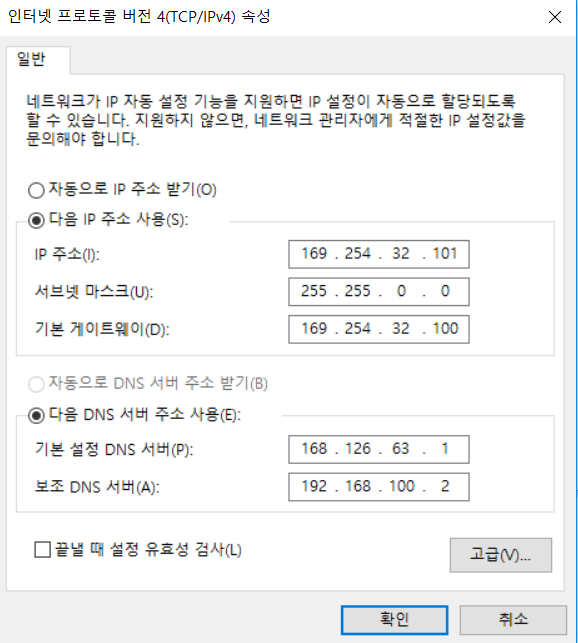 인터넷 프로토콜 버전 4(TCP/IPv4) 속성
일반
네트워크가 IP 자동 설정 기능을 지원하면 IP 설정이 자동으로 할당되도록
할 수 있습니다. 지원하지 않으면, 네트워크 관리자에게 적절한 IP 설정값을
문의해야 합니다.
자동으로 IP 주소 받기(O)
다음 IP 주소 사용(S):
IP 주소(I): 169 . 254 . 32 . 101
서브넷 마스크(U): 255 . 255 . 0 . 0
기본 게이트웨이(D): 169 . 254 . 32 . 100
자동으로 DNS 서버 주소 받기(B)
다음 DNS 서버 주소 사용(E):
기본 설정 DNS 서버(P): 168 . 126 . 63 . 1
보조 DNS 서버(A): 192 . 168 . 100 . 2
끝낼 때 설정 유효성 검사(L)
고급(V)...
확인 취소